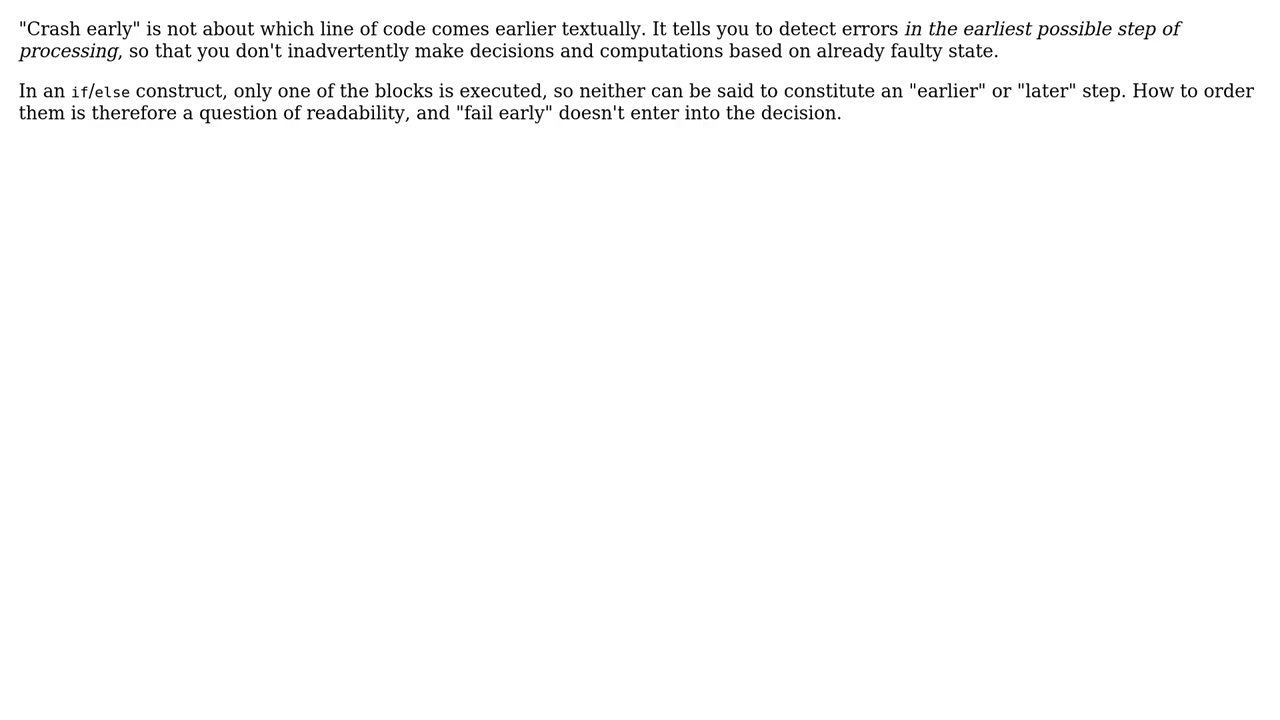 "Crash early" is not about which line of code comes earlier textually. It tells you to detect errors in the earliest possible step of
processing, so that you don't inadvertently make decisions and computations based on already faulty state.
In an if/else construct, only one of the blocks is executed, so neither can be said to constitute an "earlier" or "later" step. How to order
them is therefore a question of readability, and "fail early" doesn't enter into the decision.